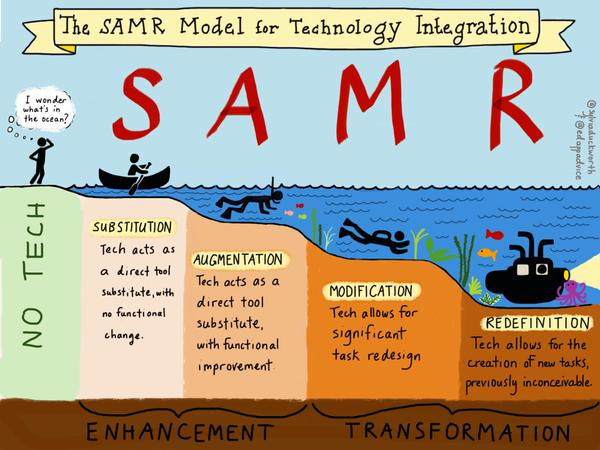 The SAMR Model for Technology Integration
S A M R
I wonder
what's in
the ocean?
@sylviaduckworth
@edappadvice
NO TECH
SUBSTITUTION
Tech acts as
a direct tool
substitute, with
no functional
change.
AUGMENTATION
Tech acts as a
direct tool
substitute,
with functional
improvement
MODIFICATION
Tech allows for
significant
task redesign
REDEFINITION
Tech allows for the
creation of new tasks,
previously inconceivable.
ENHANCEMENT
TRANSFORMATION